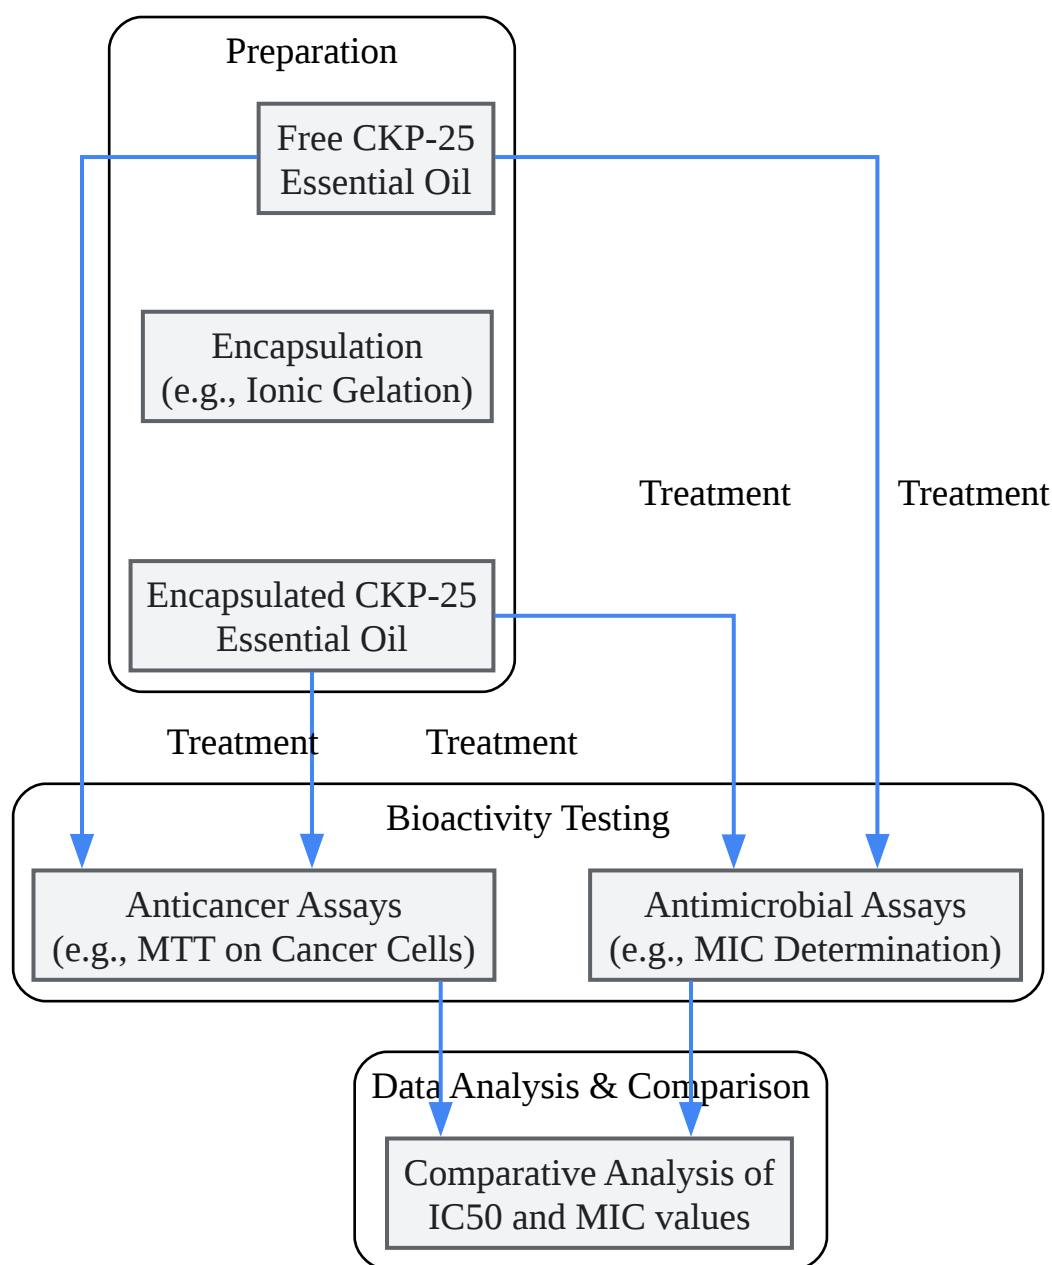 Preparation
Free CKP-25
Essential Oil
Encapsulation
(e.g., Ionic Gelation)
Treatment
Treatment
Encapsulated CKP-25
Essential Oil
Treatment
Treatment
Bioactivity Testing
Anticancer Assays
(e.g., MTT on Cancer Cells)
Antimicrobial Assays
(e.g., MIC Determination)
Data Analysis & Comparison
Comparative Analysis of
IC50 and MIC values